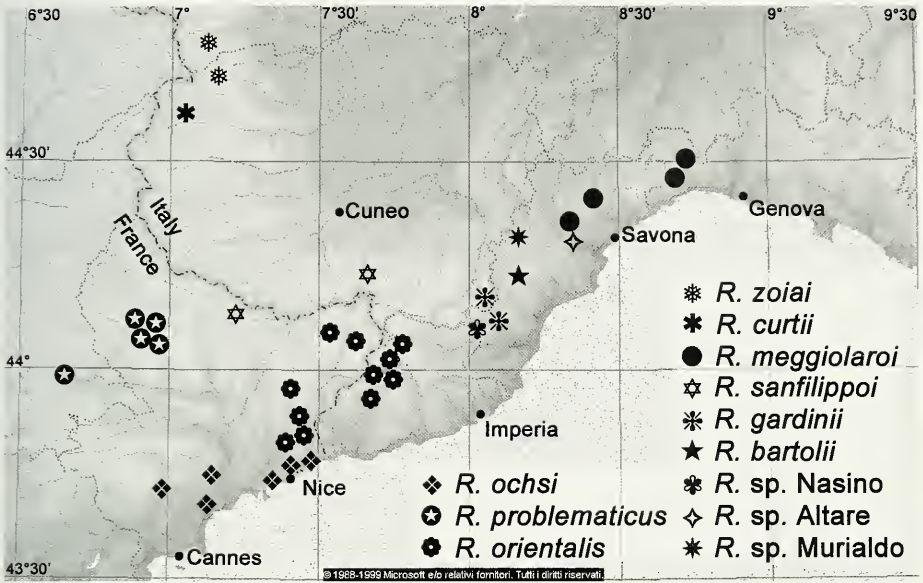 6°30' 7° 7°30' 8° 8°30' 9° 9°30'
44°30'
Italy
France
Cuneo
Genova
Savona
R. zoiai
R. curtii
R. meggiolaroi
44°
R. sanfilippoi
R. gardinii
Imperia
R. bartolii
Nice
R. ochsi
R. sp. Nasino
R. problematicus
R. sp. Altare
Cannes
R. orientalis
R. sp. Murialdo
43°30'
© 1988-1999 Microsoft e/o relativi fornitori. Tutti i diritti riservati.